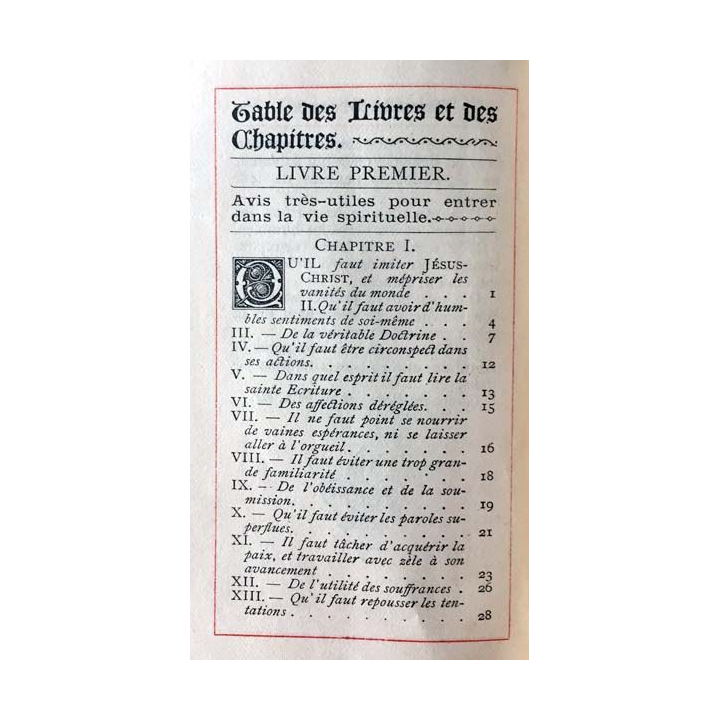 Table des Livres et des
Chapitres.
LIVRE PREMIER.
Avis très-utiles pour entrer
dans la vie spirituelle.
CHAPITRE I.
QU'IL faut imiter JÉSUS-
CHRIST, et mépriser les
vanités du monde . . . 1
II. Qu'il faut avoir d'hum-
bles sentiments de soi-même . . . 4
III. — De la véritable Doctrine . . 7
IV. — Qu'il faut être circonspect dans
ses actions. . . . . . . . . 12
V. — Dans quel esprit il faut lire la
sainte Ecriture . . . . . . . 13
VI. — Des affections déréglées. . . 15
VII. — Il ne faut point se nourrir
de vaines espérances, ni se laisser
aller à l'orgueil. . . . . . . 16
VIII. — Il faut éviter une trop gran-
de familiarité . . . . . . . 18
IX. — De l'obéissance et de la sou-
mission. . . . . . . . . . 19
X. — Qu'il faut éviter les paroles su-
perflues. . . . . . . . . . 21
XI. — Il faut tâcher d'acquérir la
paix, et travailler avec zèle à son
avancement . . . . . . . . 23
XII. — De l'utilité des souffrances . 26
XIII. — Qu'il faut repousser les ten-
tations . . . . . . . . . . 28